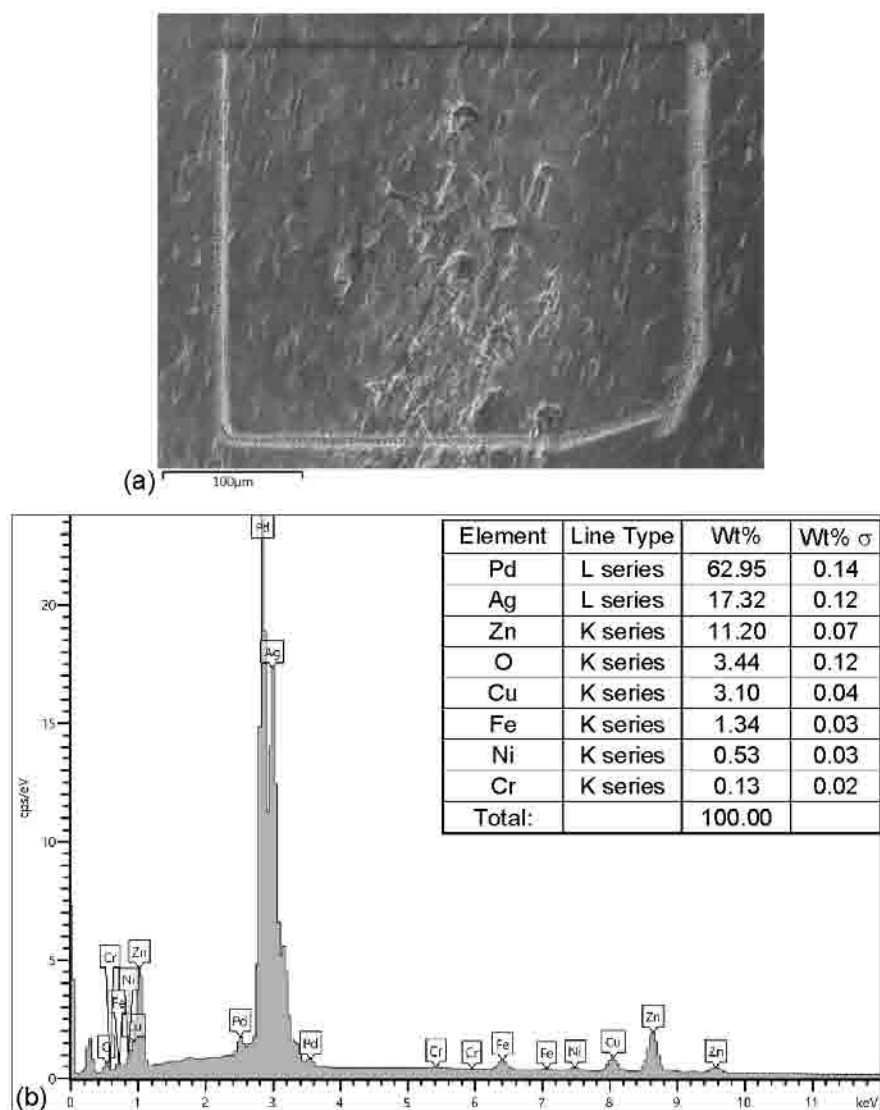 (a)
100µm
Element Line Type Wt% Wt% σ
Pd L series 62.95 0.14
Ag L series 17.32 0.12
Zn K series 11.20 0.07
O K series 3.44 0.12
Cu K series 3.10 0.04
Fe K series 1.34 0.03
Ni K series 0.53 0.03
Cr K series 0.13 0.02
Total: 100.00
Pd
20
Ag
15
cps/eV
10
5
Cr Zn
Ni
Fe
Pd Pd Cr Cr Fe Fe Ni Cu Zn Zn
0
(b)
0 1 2 3 4 5 6 7 8 9 10 11 keV